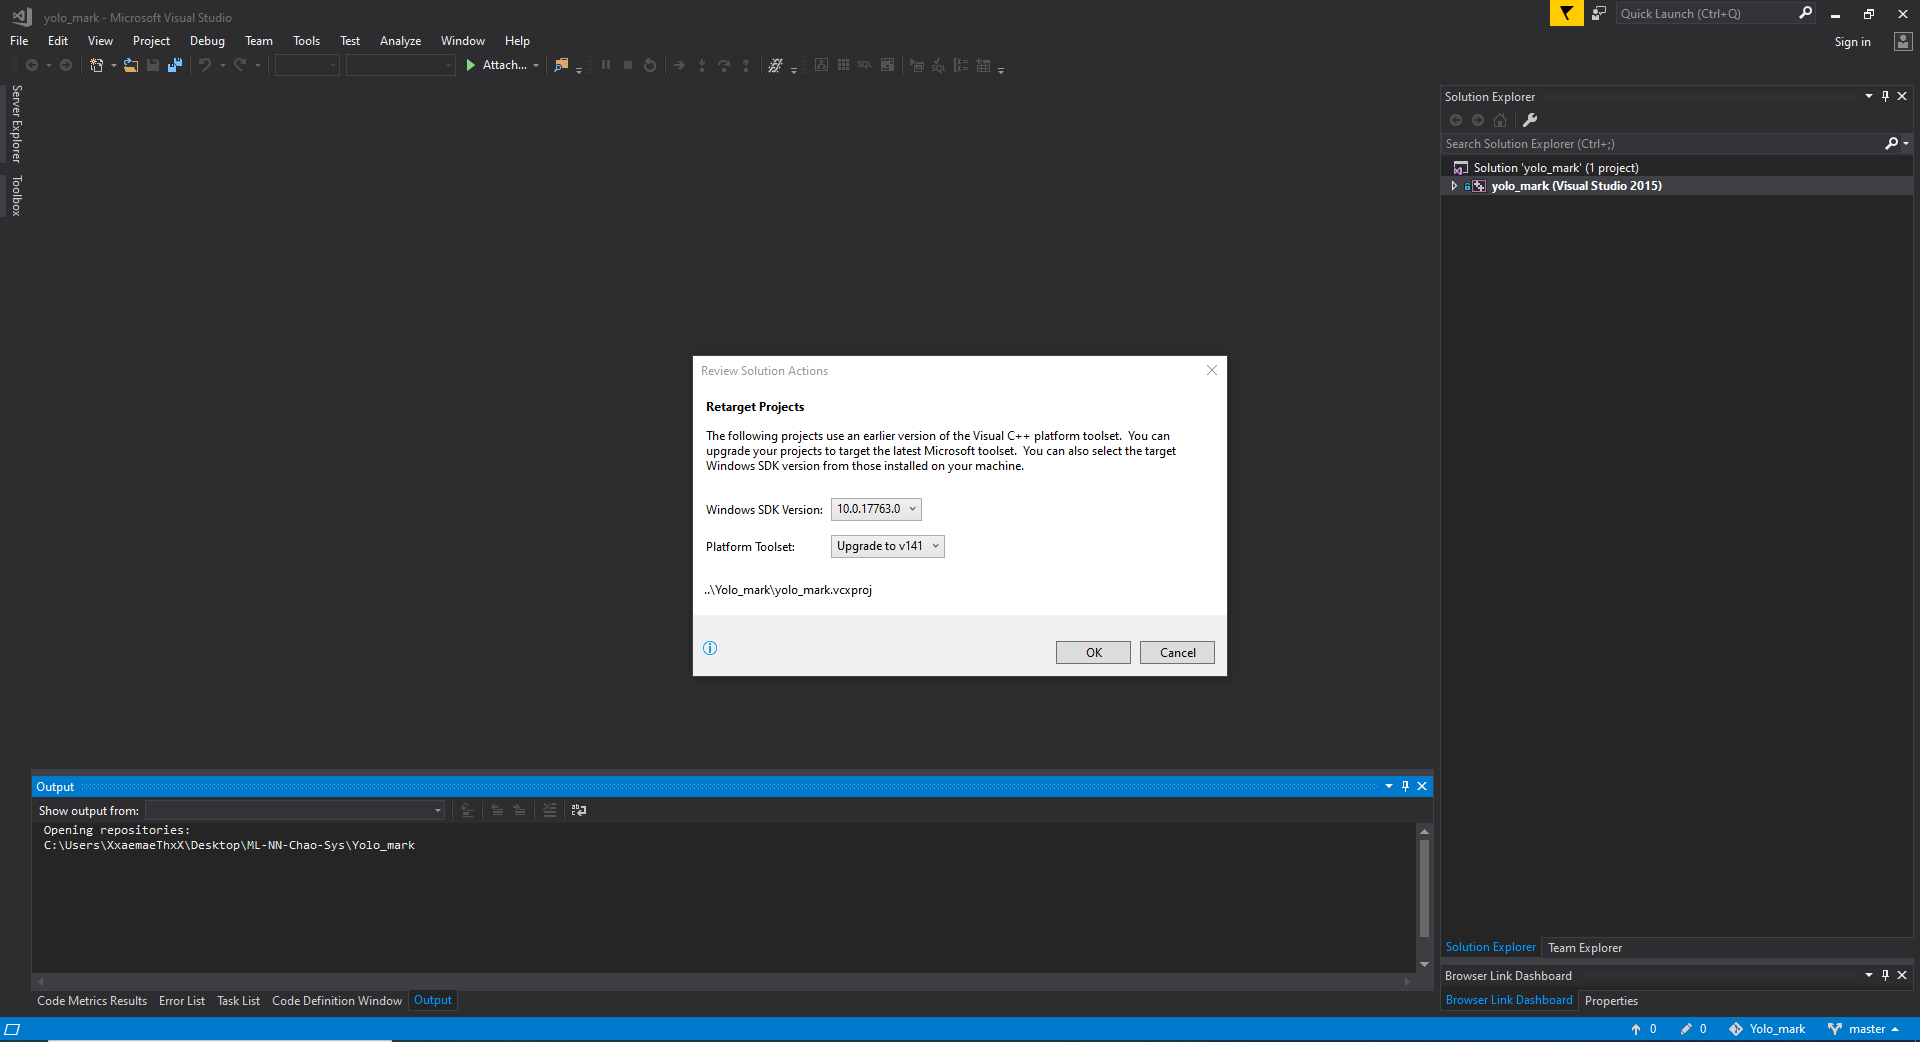 yolo_mark - Microsoft Visual Studio
Quick Launch (Ctrl+Q)
File Edit View Project Debug Team Tools Test Analyze Window Help
Sign in
Attach...
Server Explorer
Toolbox
Solution Explorer
Search Solution Explorer (Ctrl+;)
Solution 'yolo_mark' (1 project)
yolo_mark (Visual Studio 2015)
Review Solution Actions
Retarget Projects
The following projects use an earlier version of the Visual C++ platform toolset. You can
upgrade your projects to target the latest Microsoft toolset. You can also select the target
Windows SDK version from those installed on your machine.
Windows SDK Version: 10.0.17763.0
Platform Toolset: Upgrade to v141
..\Yolo_mark\yolo_mark.vcxproj
OK Cancel
Output
Show output from:
Opening repositories:
C:\Users\XxaemaeThxX\Desktop\ML-NN-Chao-Sys\Yolo_mark
Solution Explorer Team Explorer
Browser Link Dashboard
Browser Link Dashboard Properties
Code Metrics Results Error List Task List Code Definition Window Output
0 0 Yolo_mark master